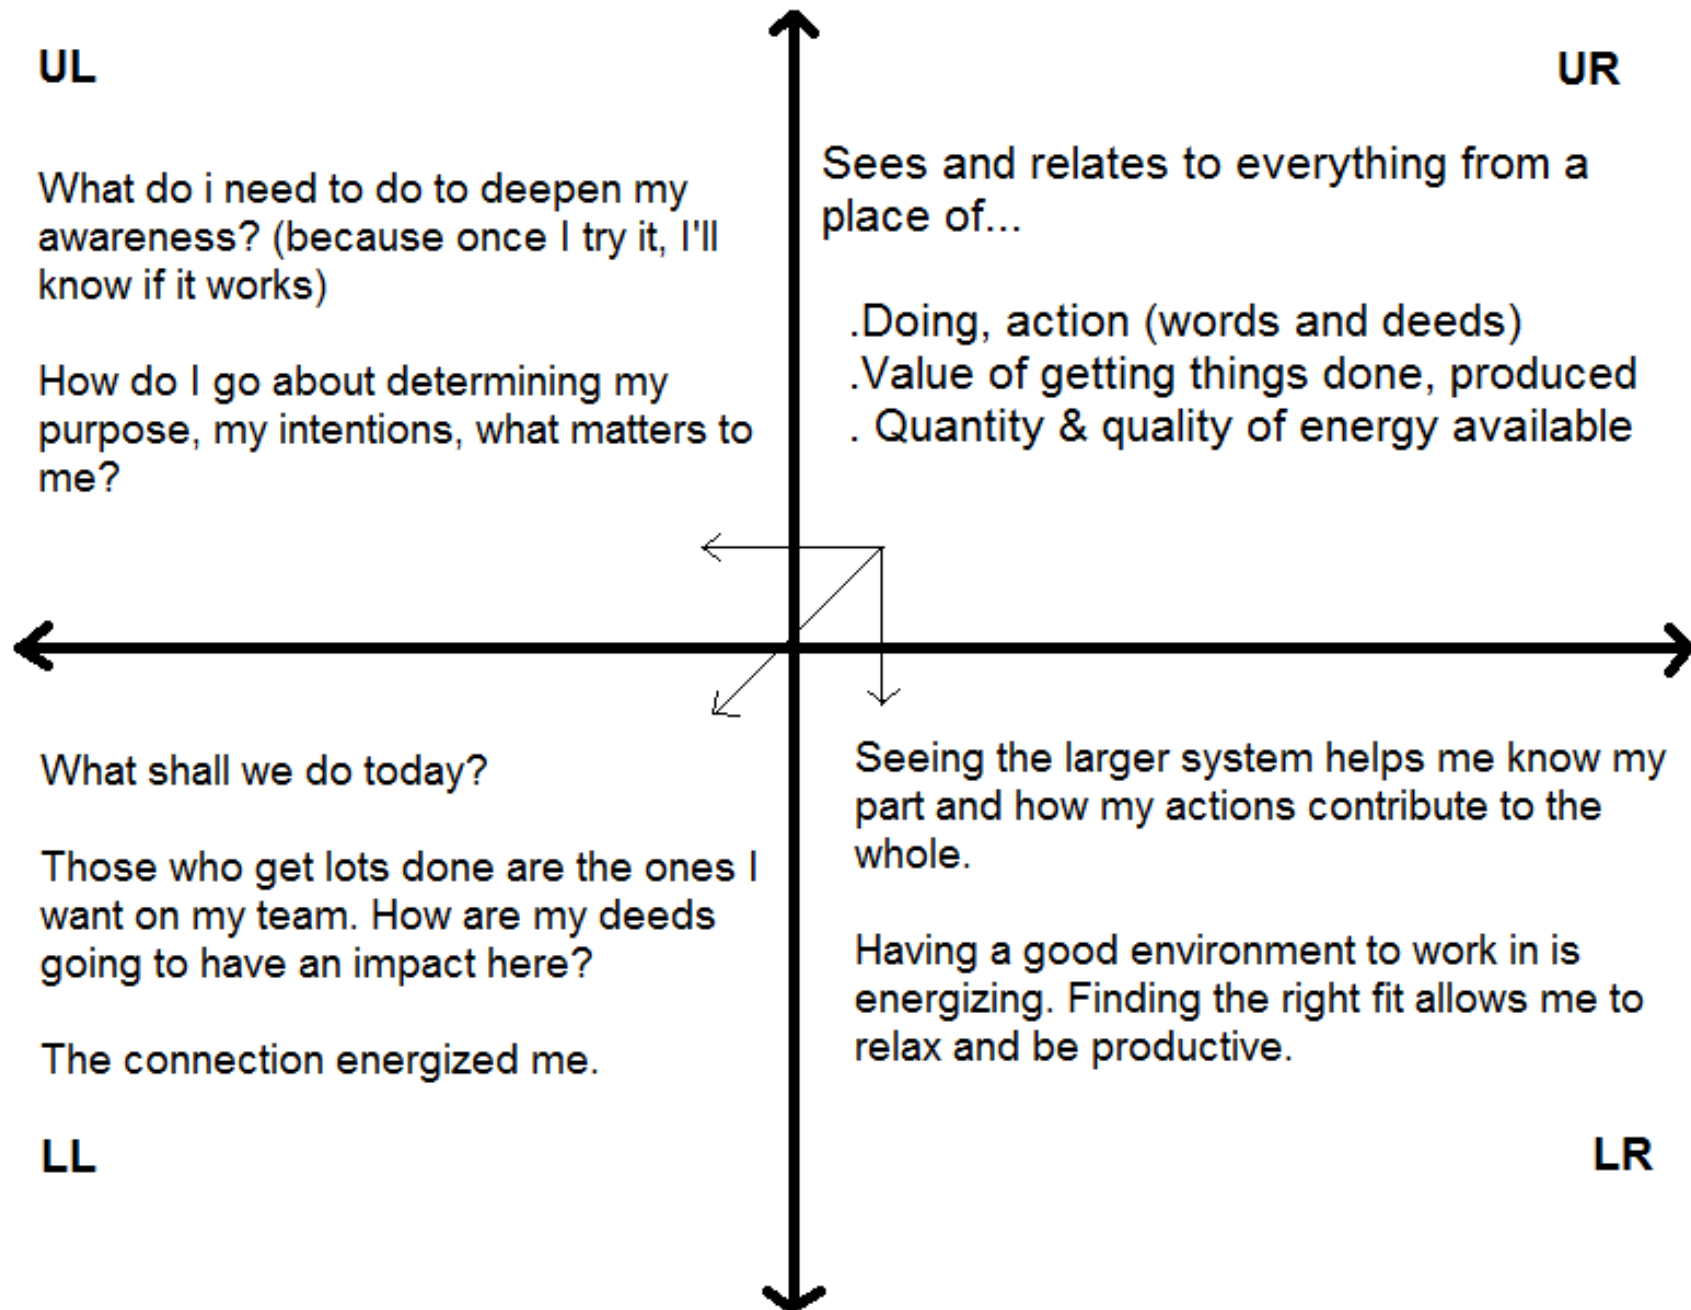 UL
What do i need to do to deepen my
awareness? (because once I try it, I'll
know if it works)
How do I go about determining my
purpose, my intentions, what matters to
me?
UR
Sees and relates to everything from a
place of...
.Doing, action (words and deeds)
.Value of getting things done, produced
. Quantity & quality of energy available
What shall we do today?
Those who get lots done are the ones I
want on my team. How are my deeds
going to have an impact here?
The connection energized me.
LL
Seeing the larger system helps me know my
part and how my actions contribute to the
whole.
Having a good environment to work in is
energizing. Finding the right fit allows me to
relax and be productive.
LR